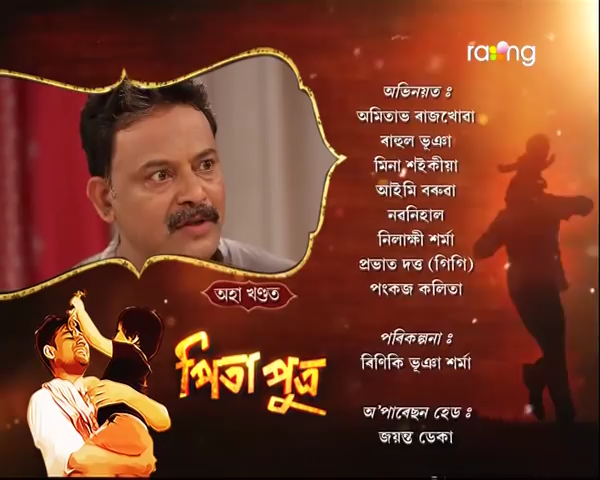 rang
অভিনয়ত ঃ
অমিতাভ ৰাজখোৱা
ৰাহুল ভূঞা
মিনা শইকীয়া
আইমি বৰুৱা
নৱনিহাল
নিলাক্ষী শৰ্মা
প্ৰভাত দত্ত (গিগি)
পংকজ কলিতা
অহা খণ্ডত
পিতা পুত্ৰ
পৰিকল্পনা ঃ
ৰিণিকি ভূঞা শৰ্মা
অ'পাৰেছন হেড ঃ
জয়ন্ত ডেকা